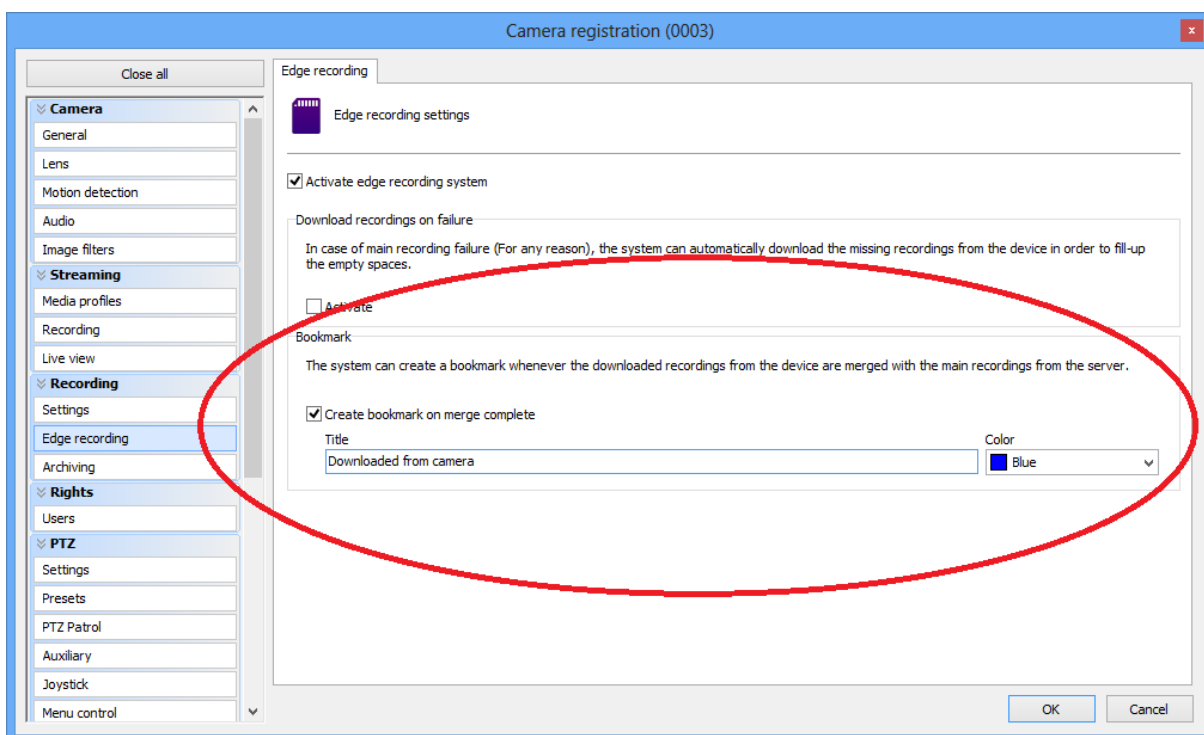 Camera registration (0003)
x
Close all
Camera
General
Lens
Motion detection
Audio
Image filters
Streaming
Media profiles
Recording
Live view
Recording
Settings
Edge recording
Archiving
Rights
Users
PTZ
Settings
Presets
PTZ Patrol
Auxiliary
Joystick
Menu control
Edge recording
Edge recording settings
Activate edge recording system
Download recordings on failure
In case of main recording failure (For any reason), the system can automatically download the missing recordings from the device in order to fill-up
the empty spaces.
Activate
Bookmark
The system can create a bookmark whenever the downloaded recordings from the device are merged with the main recordings from the server.
Create bookmark on merge complete
Title
Color
Downloaded from camera
Blue
OK
Cancel